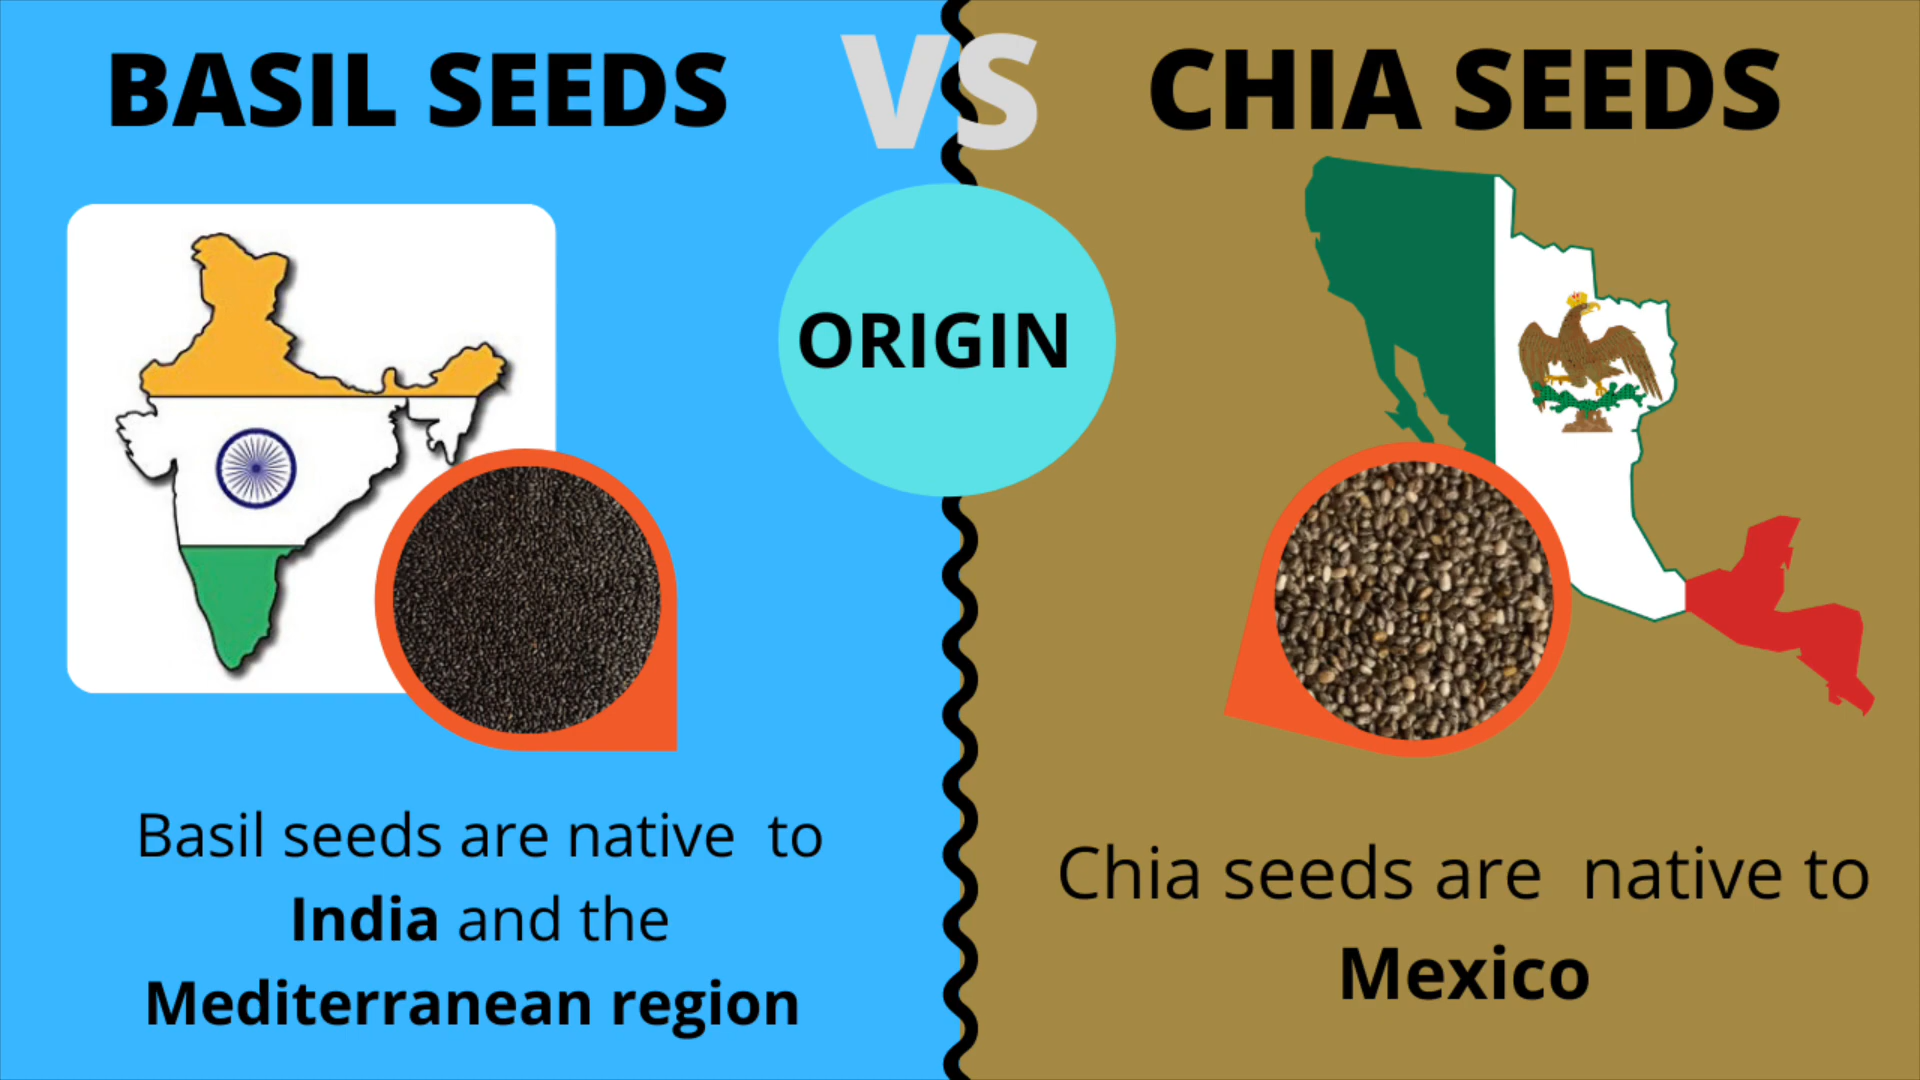 BASIL SEEDS
VS
CHIA SEEDS
ORIGIN
Basil seeds are native to
India and the
Mediterranean region
Chia seeds are native to
Mexico